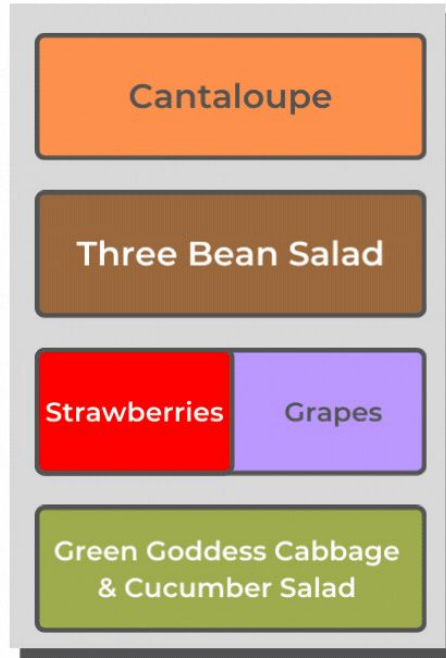 Cantaloupe
Three Bean Salad
Strawberries
Grapes
Green Goddess Cabbage
& Cucumber Salad